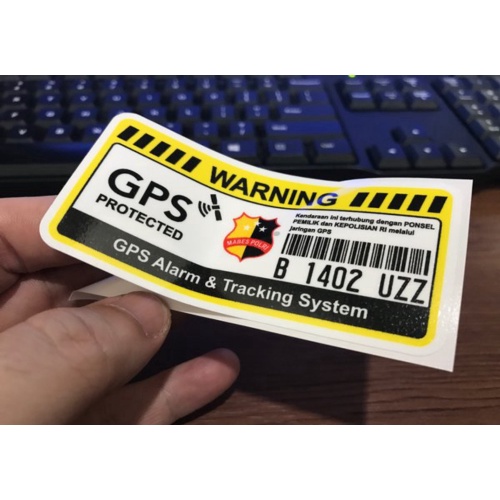 WARNING
GPS
PROTECTED
MABES POLRI
Kendaraan ini terhubung dengan PONSEL
PEMILIK dan KEPOLISIAN RI melalui
jaringan GPS
B 1402 UZZ
GPS Alarm & Tracking System